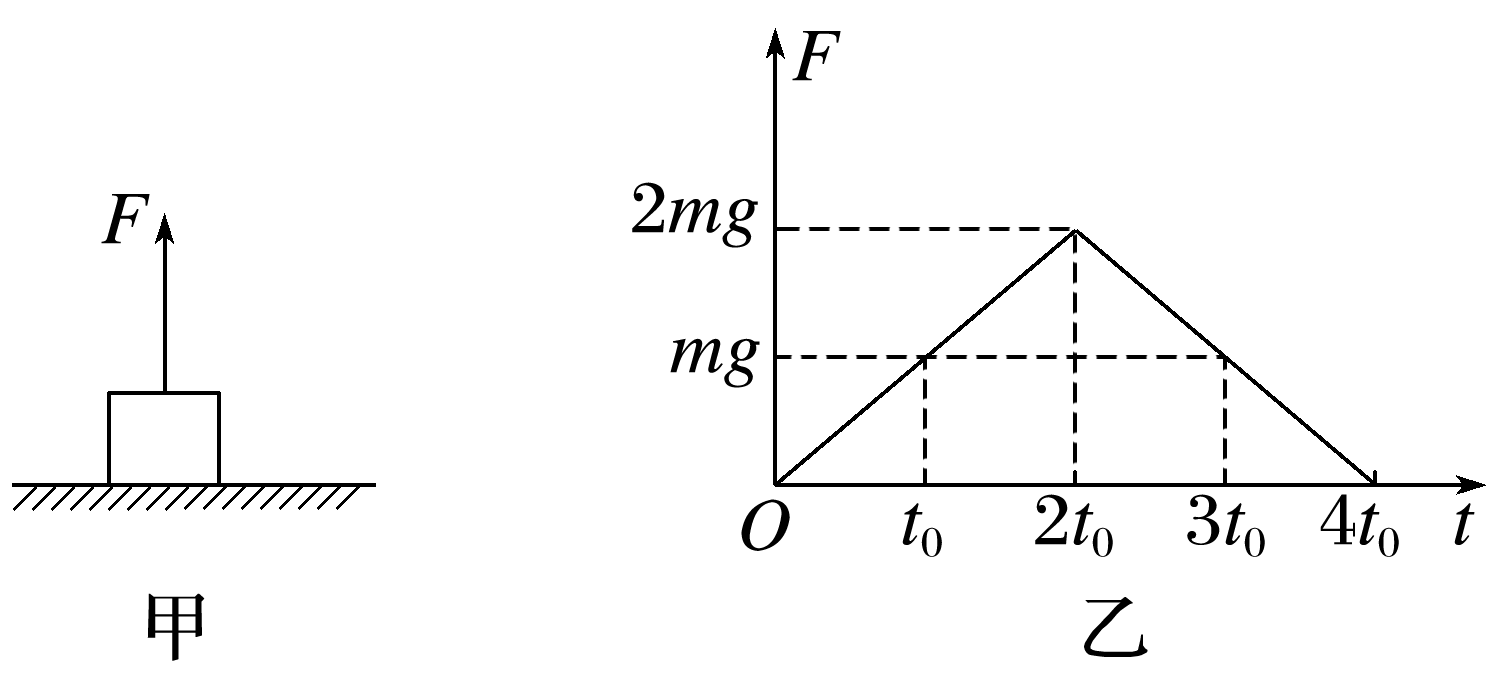 F
甲
F
2mg
mg
O t₀ 2t₀ 3t₀ 4t₀ t
乙